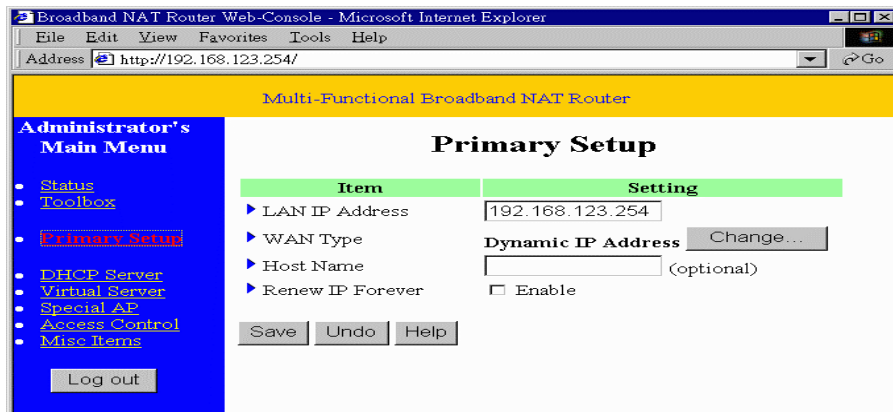 Broadband NAT Router Web-Console - Microsoft Internet Explorer
File Edit View Favorites Tools Help
Address http://192.168.123.254/ Go
Multi-Functional Broadband NAT Router
Administrator's
Main Menu
Status
Toolbox
Primary Setup
DHCP Server
Virtual Server
Special AP
Access Control
Misc Items
Log out
Primary Setup
Item Setting
LAN IP Address 192.168.123.254
WAN Type Dynamic IP Address Change...
Host Name (optional)
Renew IP Forever Enable
Save Undo Help